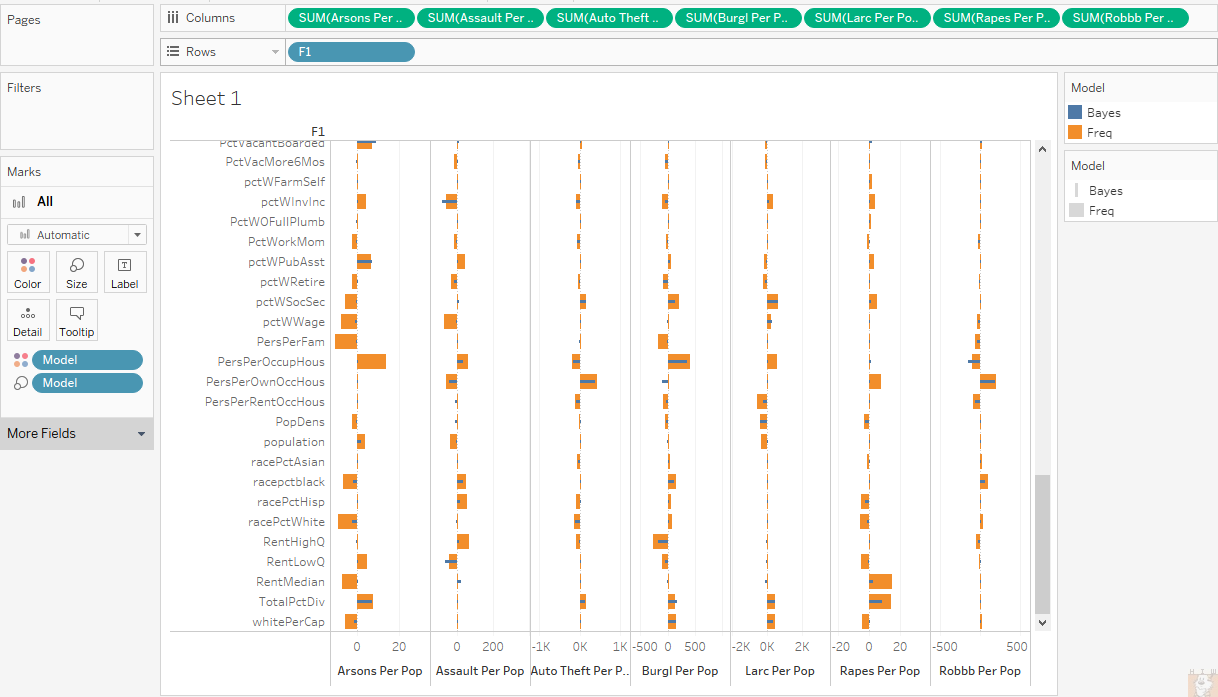 Pages
Columns
SUM(Arsons Per ..
SUM(Assault Per ..
SUM(Auto Theft ..
SUM(Burgl Per P..
SUM(Larc Per Po..
SUM(Rapes Per P..
SUM(Robbb Per ..
Rows
F1
Filters
Sheet 1
Model
Bayes
Freq
Model
Bayes
Freq
Marks
All
Automatic
Color
Size
Label
Detail
Tooltip
Model
Model
More Fields
F1
PctVacantBoarded
PctVacMore6Mos
pctWFarmSelf
pctWInvInc
PctWOFullPlumb
PctWorkMom
pctWPubAsst
pctWRetire
pctWSocSec
pctWWage
PersPerFam
PersPerOccupHous
PersPerOwnOccHous
PersPerRentOccHous
PopDens
population
racePctAsian
racepctblack
racePctHisp
racePctWhite
RentHighQ
RentLowQ
RentMedian
TotalPctDiv
whitePerCap
0 20
0 200
-1K 0K 1K
-500 0 500
-2K 0K 2K
-20 0 20
-500 500
Arsons Per Pop
Assault Per Pop
Auto Theft Per P..
Burgl Per Pop
Larc Per Pop
Rapes Per Pop
Robbb Per Pop